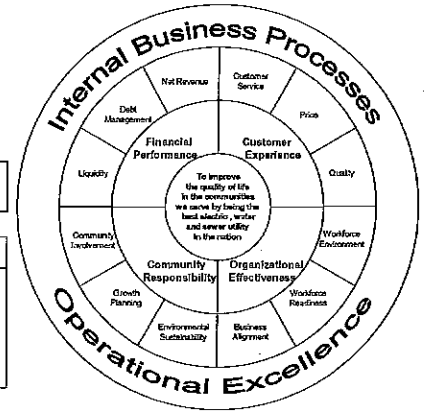 Internal Business Processes
Net Revenue
Customer
Service
Debt
Management
Price
Financial
Performance
Customer
Experience
Liquidity
Quality
To improve
the quality of life
in the communities
we serve by being the
best electric, water
and sewer utility
in the nation
Community
Involvement
Workforce
Environment
Community
Responsibility
Organizational
Effectiveness
Growth
Planning
Workforce
Readiness
Environmental
Sustainability
Business
Alignment
Operational Excellence